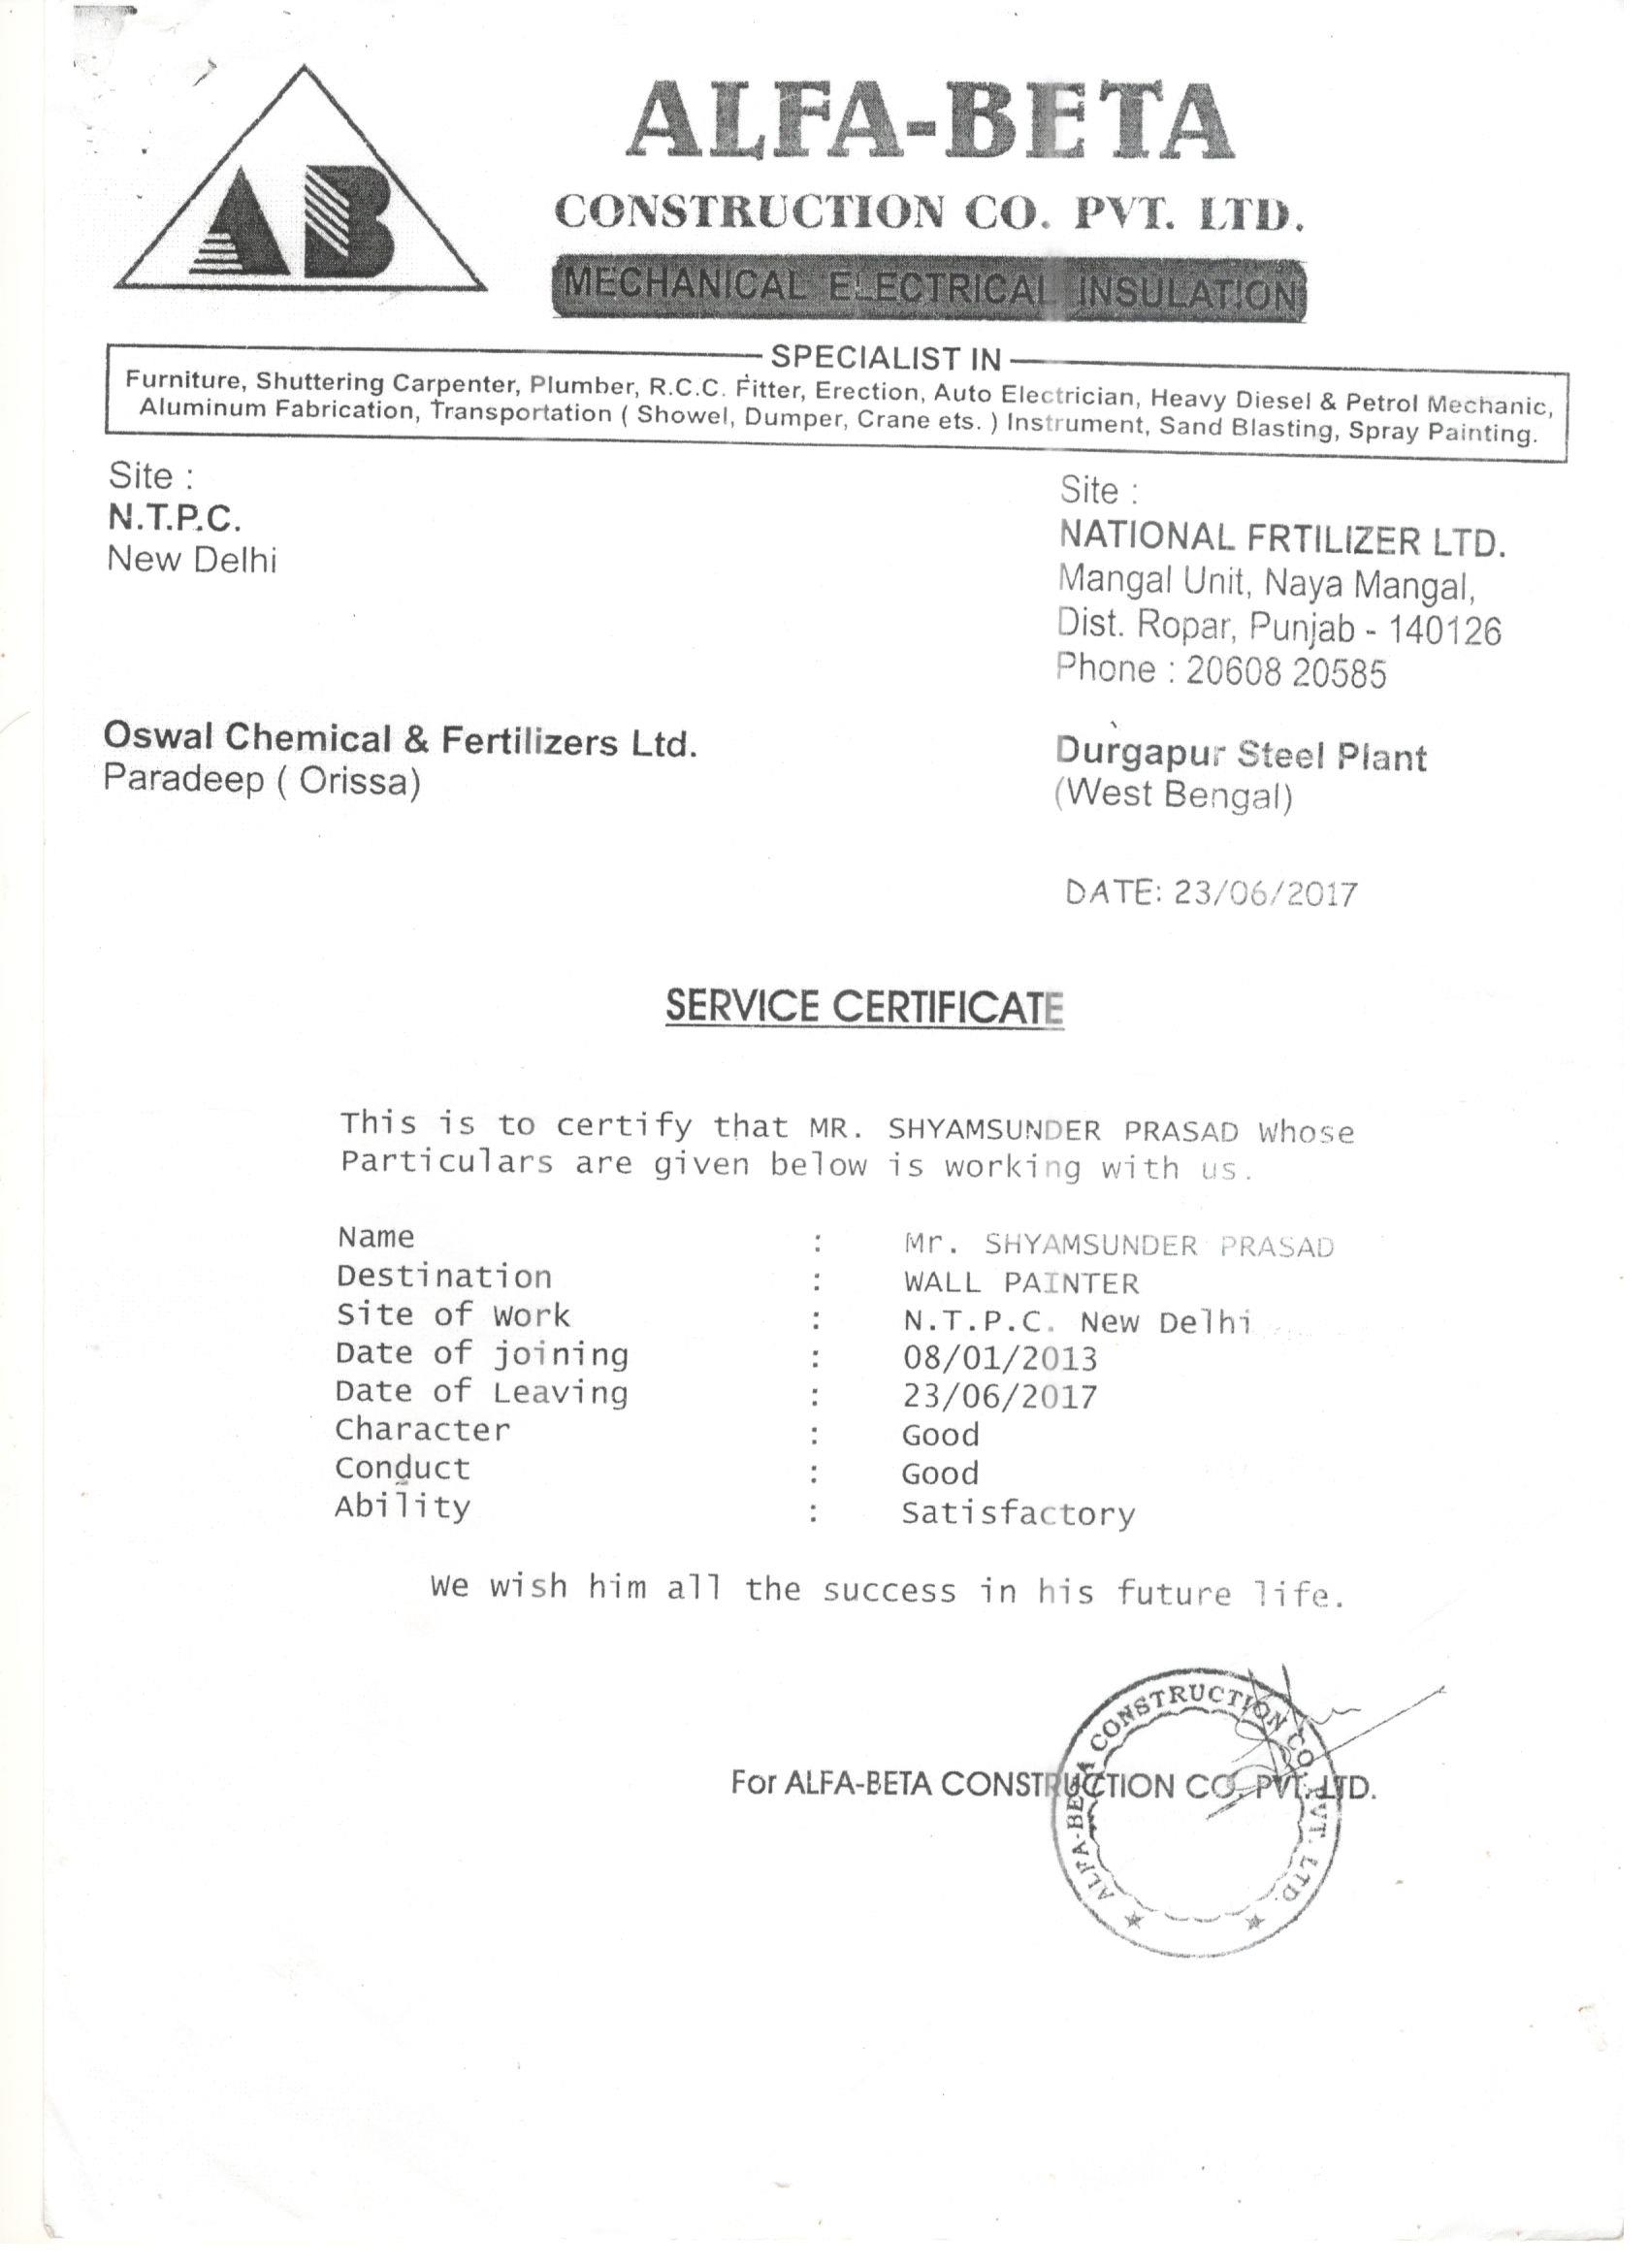 AB
ALFA-BETA
CONSTRUCTION CO. PVT. LTD.
MECHANICAL ELECTRICAL INSULATION
SPECIALIST IN
Furniture, Shuttering Carpenter, Plumber, R.C.C. Fitter, Erection, Auto Electrician, Heavy Diesel & Petrol Mechanic,
Aluminum Fabrication, Transportation ( Showel, Dumper, Crane ets. ) Instrument, Sand Blasting, Spray Painting.
Site :
N.T.P.C.
New Delhi
Site :
NATIONAL FRTILIZER LTD.
Mangal Unit, Naya Mangal,
Dist. Ropar, Punjab - 140126
Phone : 20608 20585
Oswal Chemical & Fertilizers Ltd.
Paradeep ( Orissa)
Durgapur Steel Plant
(West Bengal)
DATE: 23/06/2017
SERVICE CERTIFICATE
This is to certify that MR. SHYAMSUNDER PRASAD Whose
Particulars are given below is working with us.
Name : Mr. SHYAMSUNDER PRASAD
Destination : WALL PAINTER
Site of Work : N.T.P.C. New Delhi
Date of joining : 08/01/2013
Date of Leaving : 23/06/2017
Character : Good
Conduct : Good
Ability : Satisfactory
We wish him all the success in his future life.
For ALFA-BETA CONSTRUCTION CO. PVT. LTD.
ALFA-BETA CONSTRUCTION CO. PVT. LTD.